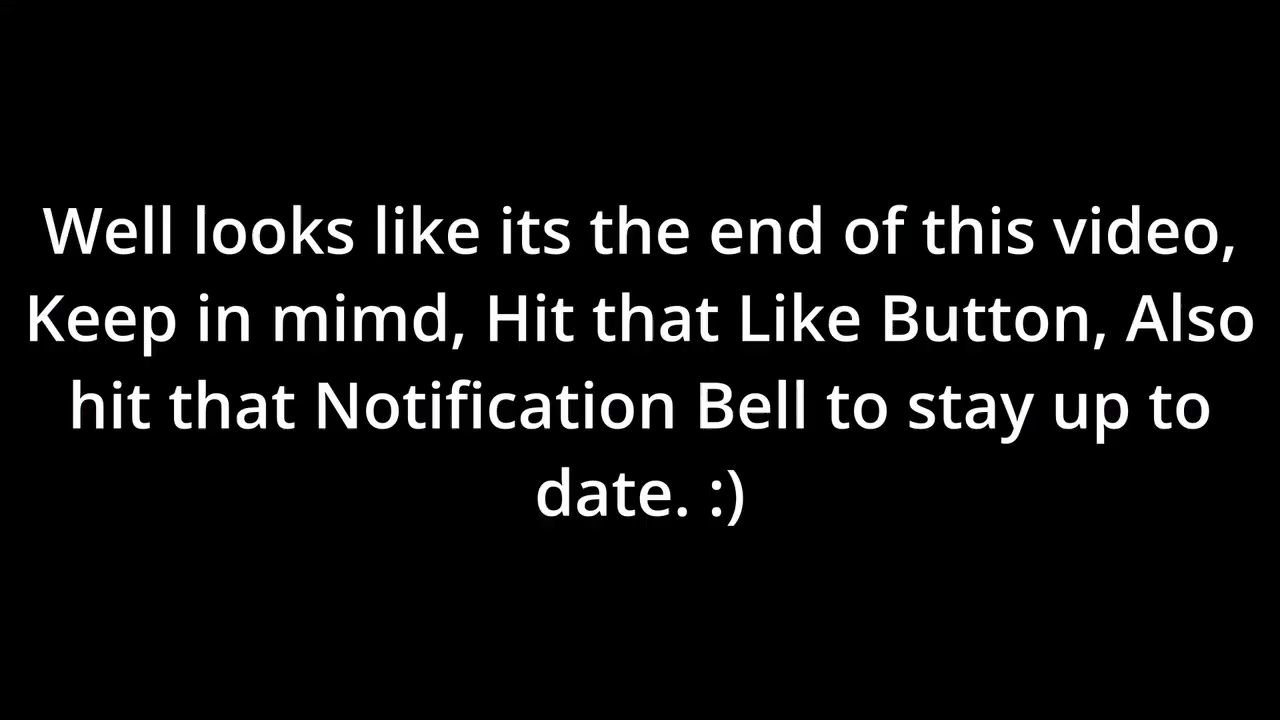 Well looks like its the end of this video,
Keep in mimd, Hit that Like Button, Also
hit that Notification Bell to stay up to
date. :)